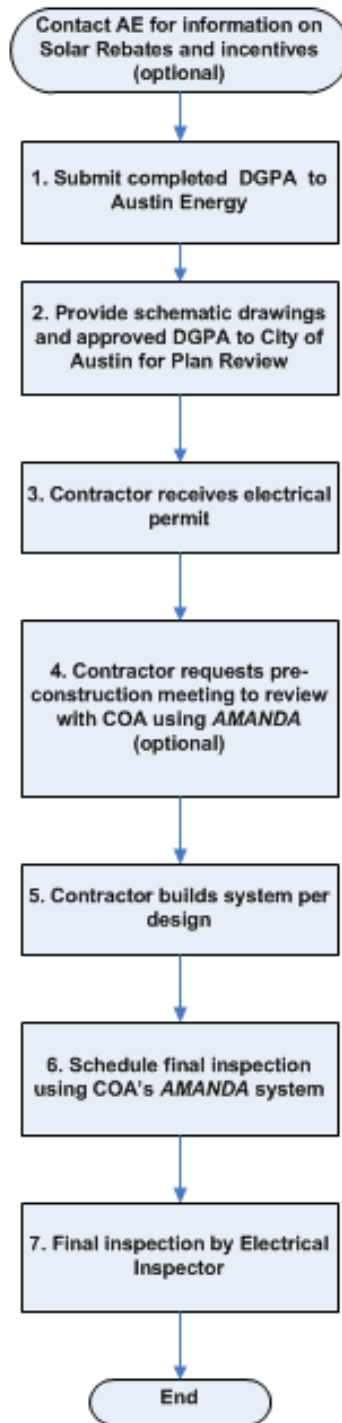 Contact AE for information on
Solar Rebates and incentives
(optional)
1. Submit completed DGPA to
Austin Energy
2. Provide schematic drawings
and approved DGPA to City of
Austin for Plan Review
3. Contractor receives electrical
permit
4. Contractor requests pre-
construction meeting to review
with COA using AMANDA
(optional)
5. Contractor builds system per
design
6. Schedule final inspection
using COA's AMANDA system
7. Final inspection by Electrical
Inspector
End